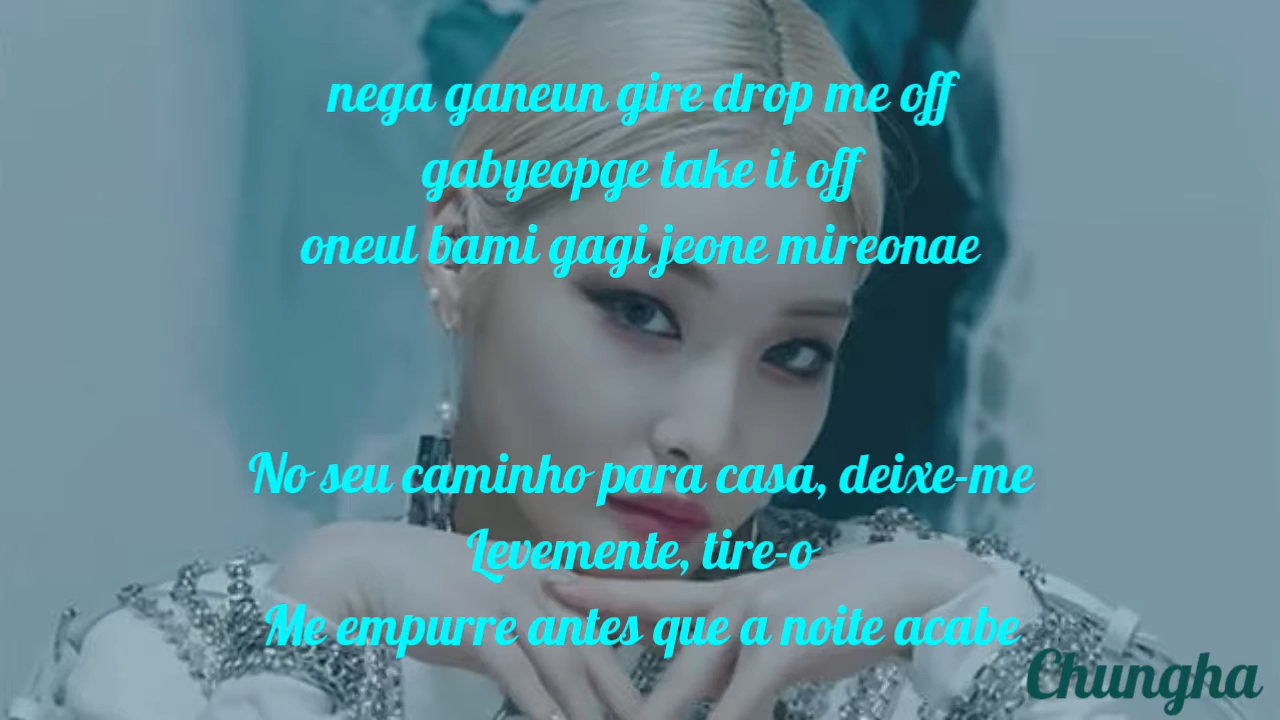 nega ganeun gire drop me off
gabyeopge take it off
oneul bami gagi jeone mireonae
No seu caminho para casa, deixe-me
Levemente, tire-o
Me empurre antes que a noite acabe
Chungha